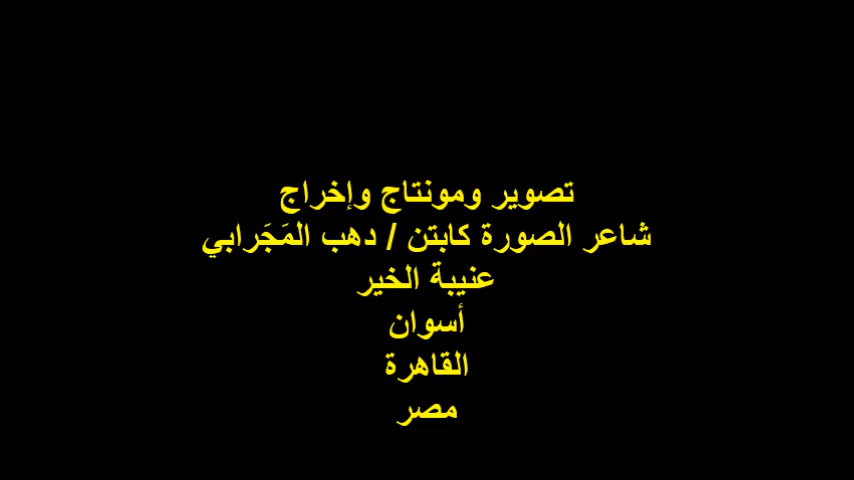 تصوير ومونتاج وإخراج
شاعر الصورة كابتن / دهب المَجَرابي
عنيبة الخير
أسوان
القاهرة
مصر